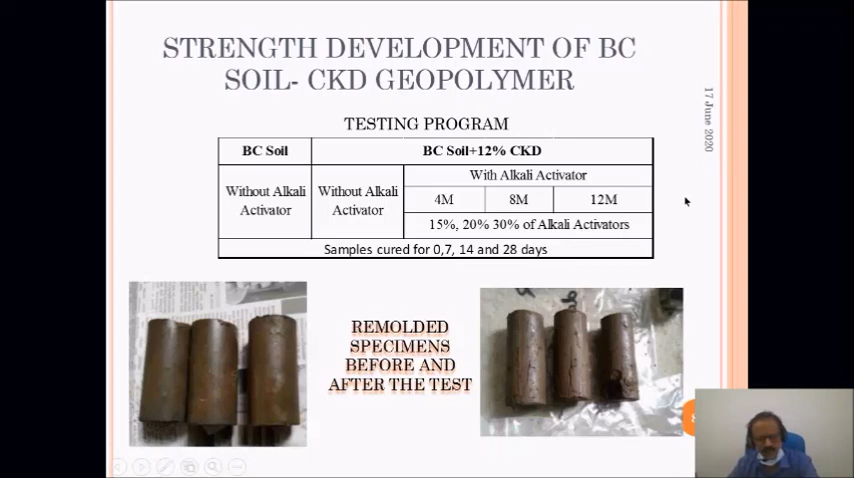 STRENGTH DEVELOPMENT OF BC
SOIL- CKD GEOPOLYMER
17 June 2020
TESTING PROGRAM
BC Soil
BC Soil+12% CKD
Without Alkali
Activator
Without Alkali
Activator
With Alkali Activator
4M
8M
12M
15%, 20% 30% of Alkali Activators
Samples cured for 0,7, 14 and 28 days
REMOLDED
SPECIMENS
BEFORE AND
AFTER THE TEST